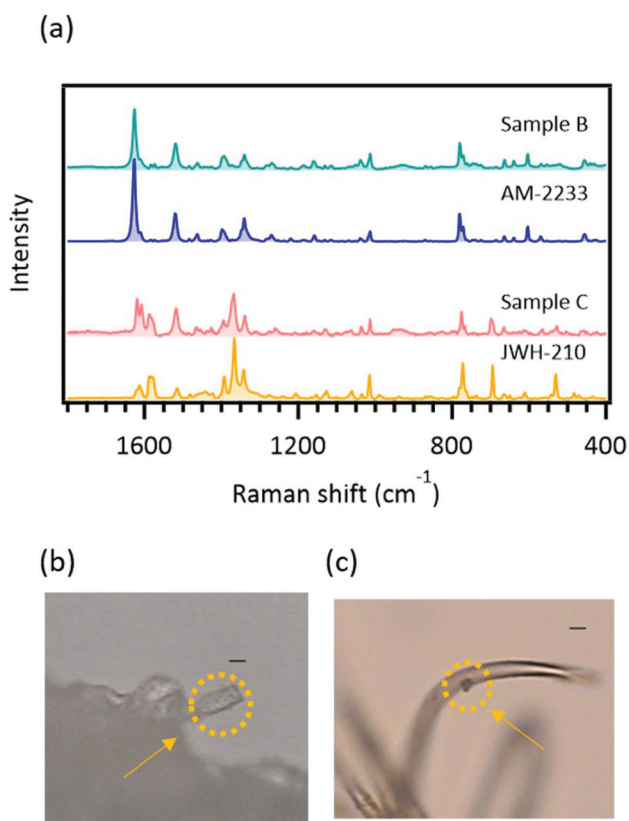 (a)
Sample B
AM-2233
Sample C
JWH-210
Intensity
1600
1200
800
400
Raman shift (cm⁻¹)
(b)
(c)